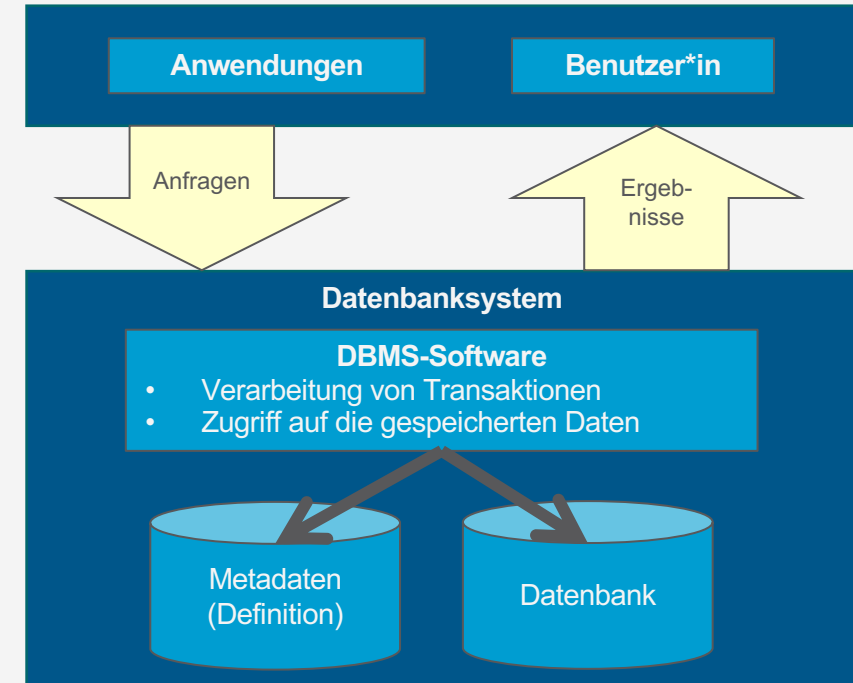 Anwendungen
Benutzer*in
Anfragen
Ergeb-
nisse
Datenbanksystem
DBMS-Software
• Verarbeitung von Transaktionen
• Zugriff auf die gespeicherten Daten
Metadaten
(Definition)
Datenbank